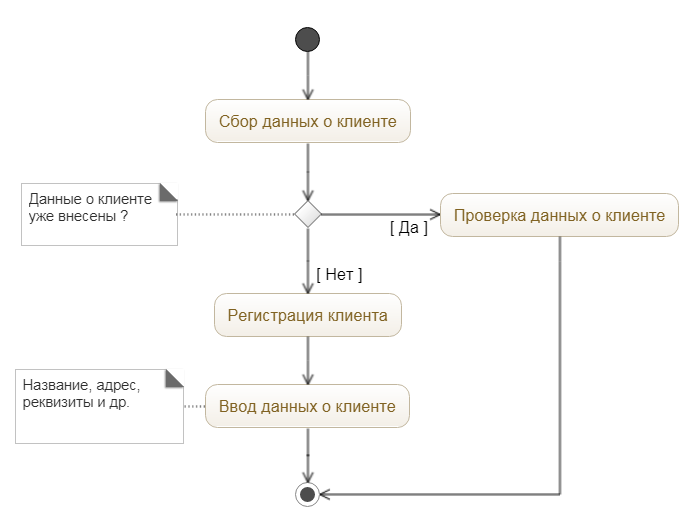 Сбор данных о клиенте
Данные о клиенте
уже внесены ?
Проверка данных о клиенте
[ Да ]
[ Нет ]
Регистрация клиента
Название, адрес,
реквизиты и др.
Ввод данных о клиенте